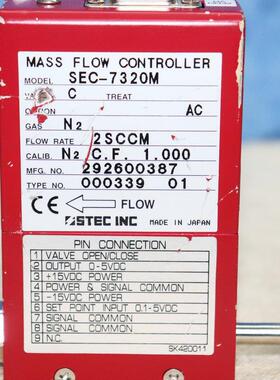 MASS FLOW CONTROLLER
MODEL SEC-7320M
C TREAT
AC
GAS N2
FLOW RATE 2SCCM
CALIB. N2 C.F. 1.000
MFG. NO. 292600387
TYPE NO. 000339 01
CE FLOW
STEC INC MADE IN JAPAN
PIN CONNECTION
1 VALVE OPEN/CLOSE
2 OUTPUT 0-5VDC
3 +15VDC POWER
4 POWER & SIGNAL COMMON
5 -15VDC POWER
6 SET POINT INPUT 0.1-5VDC
7 SIGNAL COMMON
8 SIGNAL COMMON
9 N.C.
SK420011